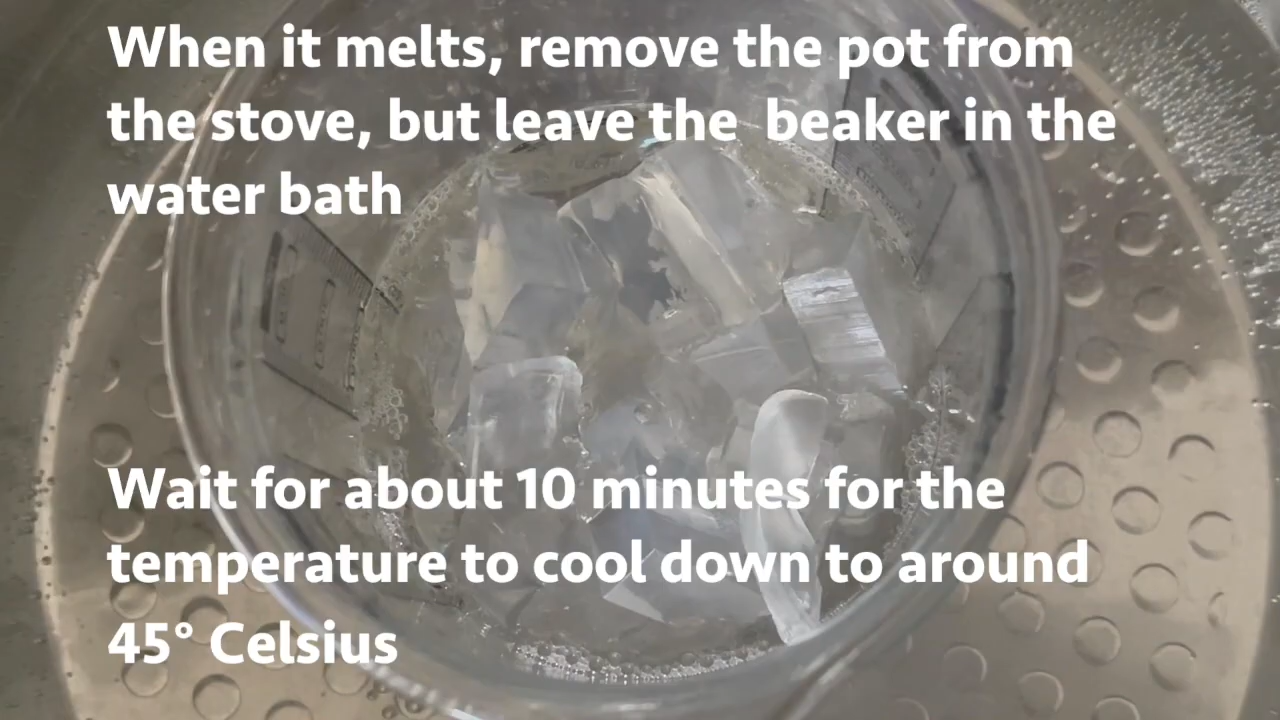 When it melts, remove the pot from
the stove, but leave the  beaker in the
water bath
Wait for about 10 minutes for the
temperature to cool down to around
45° Celsius